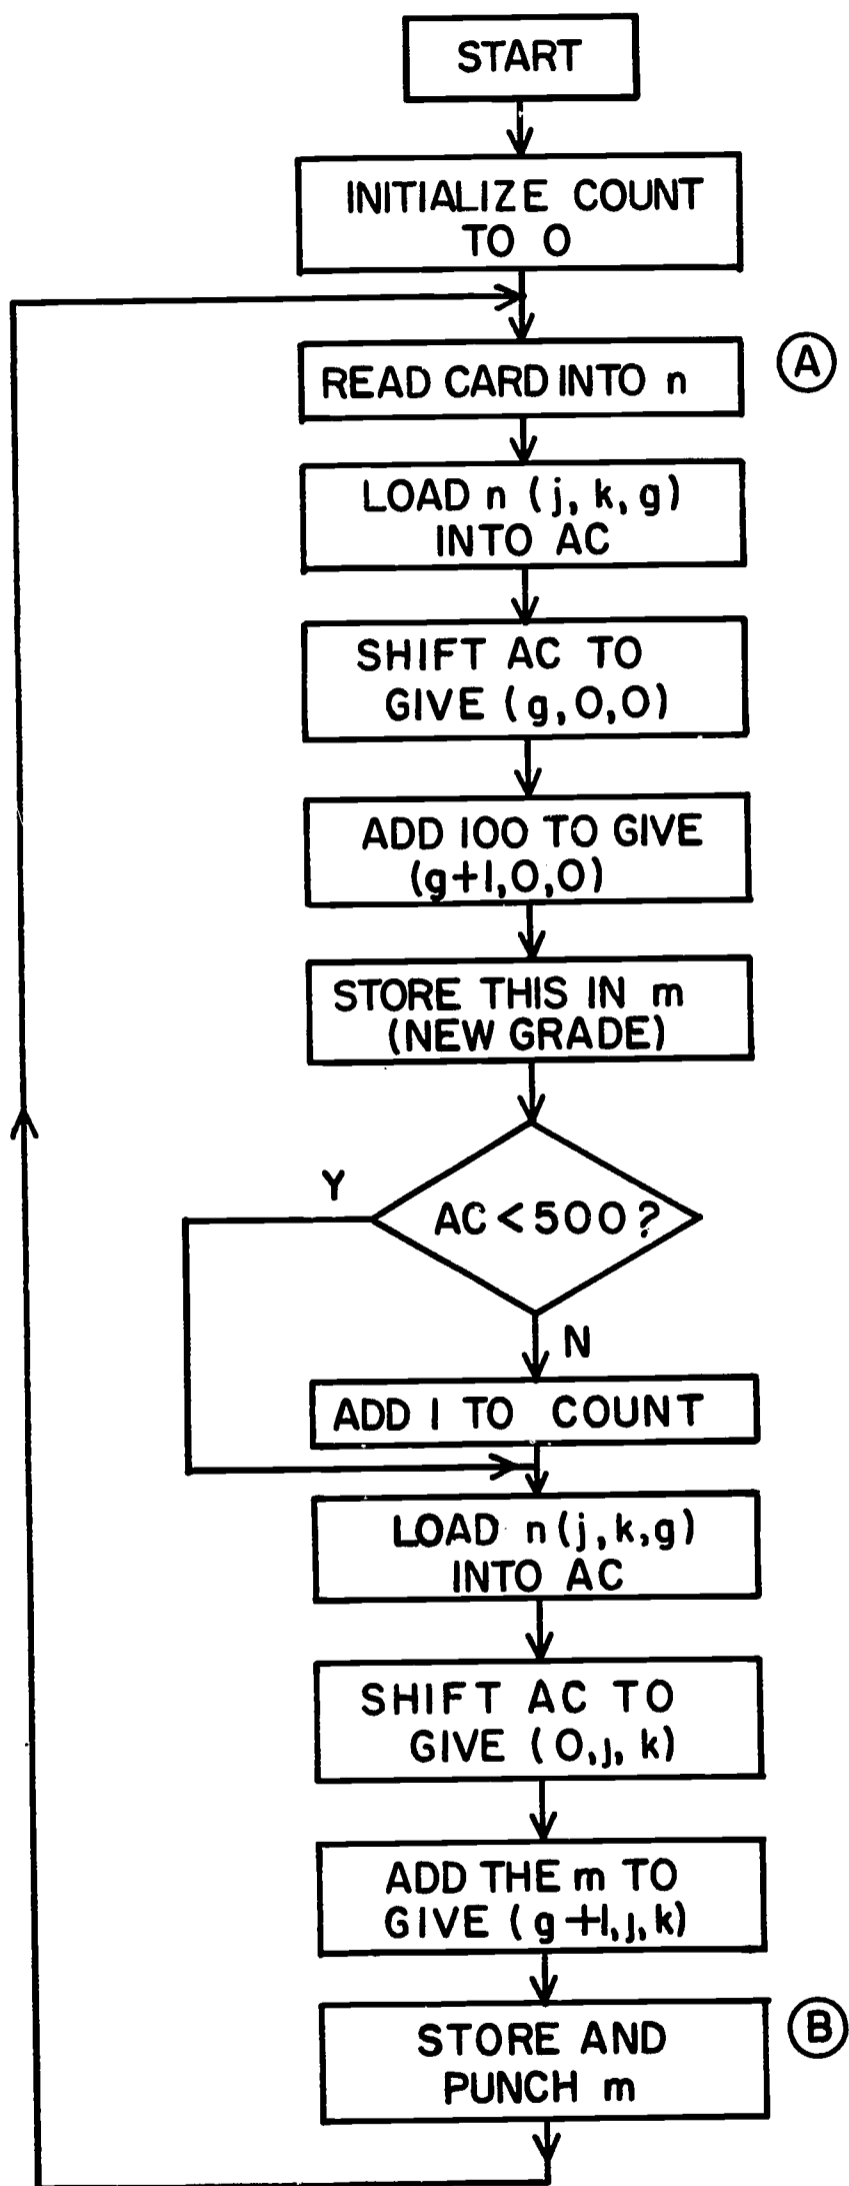 START
INITIALIZE COUNT
TO 0
READ CARD INTO n
A
LOAD n (j, k, g)
INTO AC
SHIFT AC TO
GIVE (g,0,0)
ADD 100 TO GIVE
(g+1,0,0)
STORE THIS IN m
(NEW GRADE)
Y
AC < 500?
N
ADD 1 TO COUNT
LOAD n(j,k,g)
INTO AC
SHIFT AC TO
GIVE (0,j, k)
ADD THE m TO
GIVE (g+1,j,k)
STORE AND
PUNCH m
B